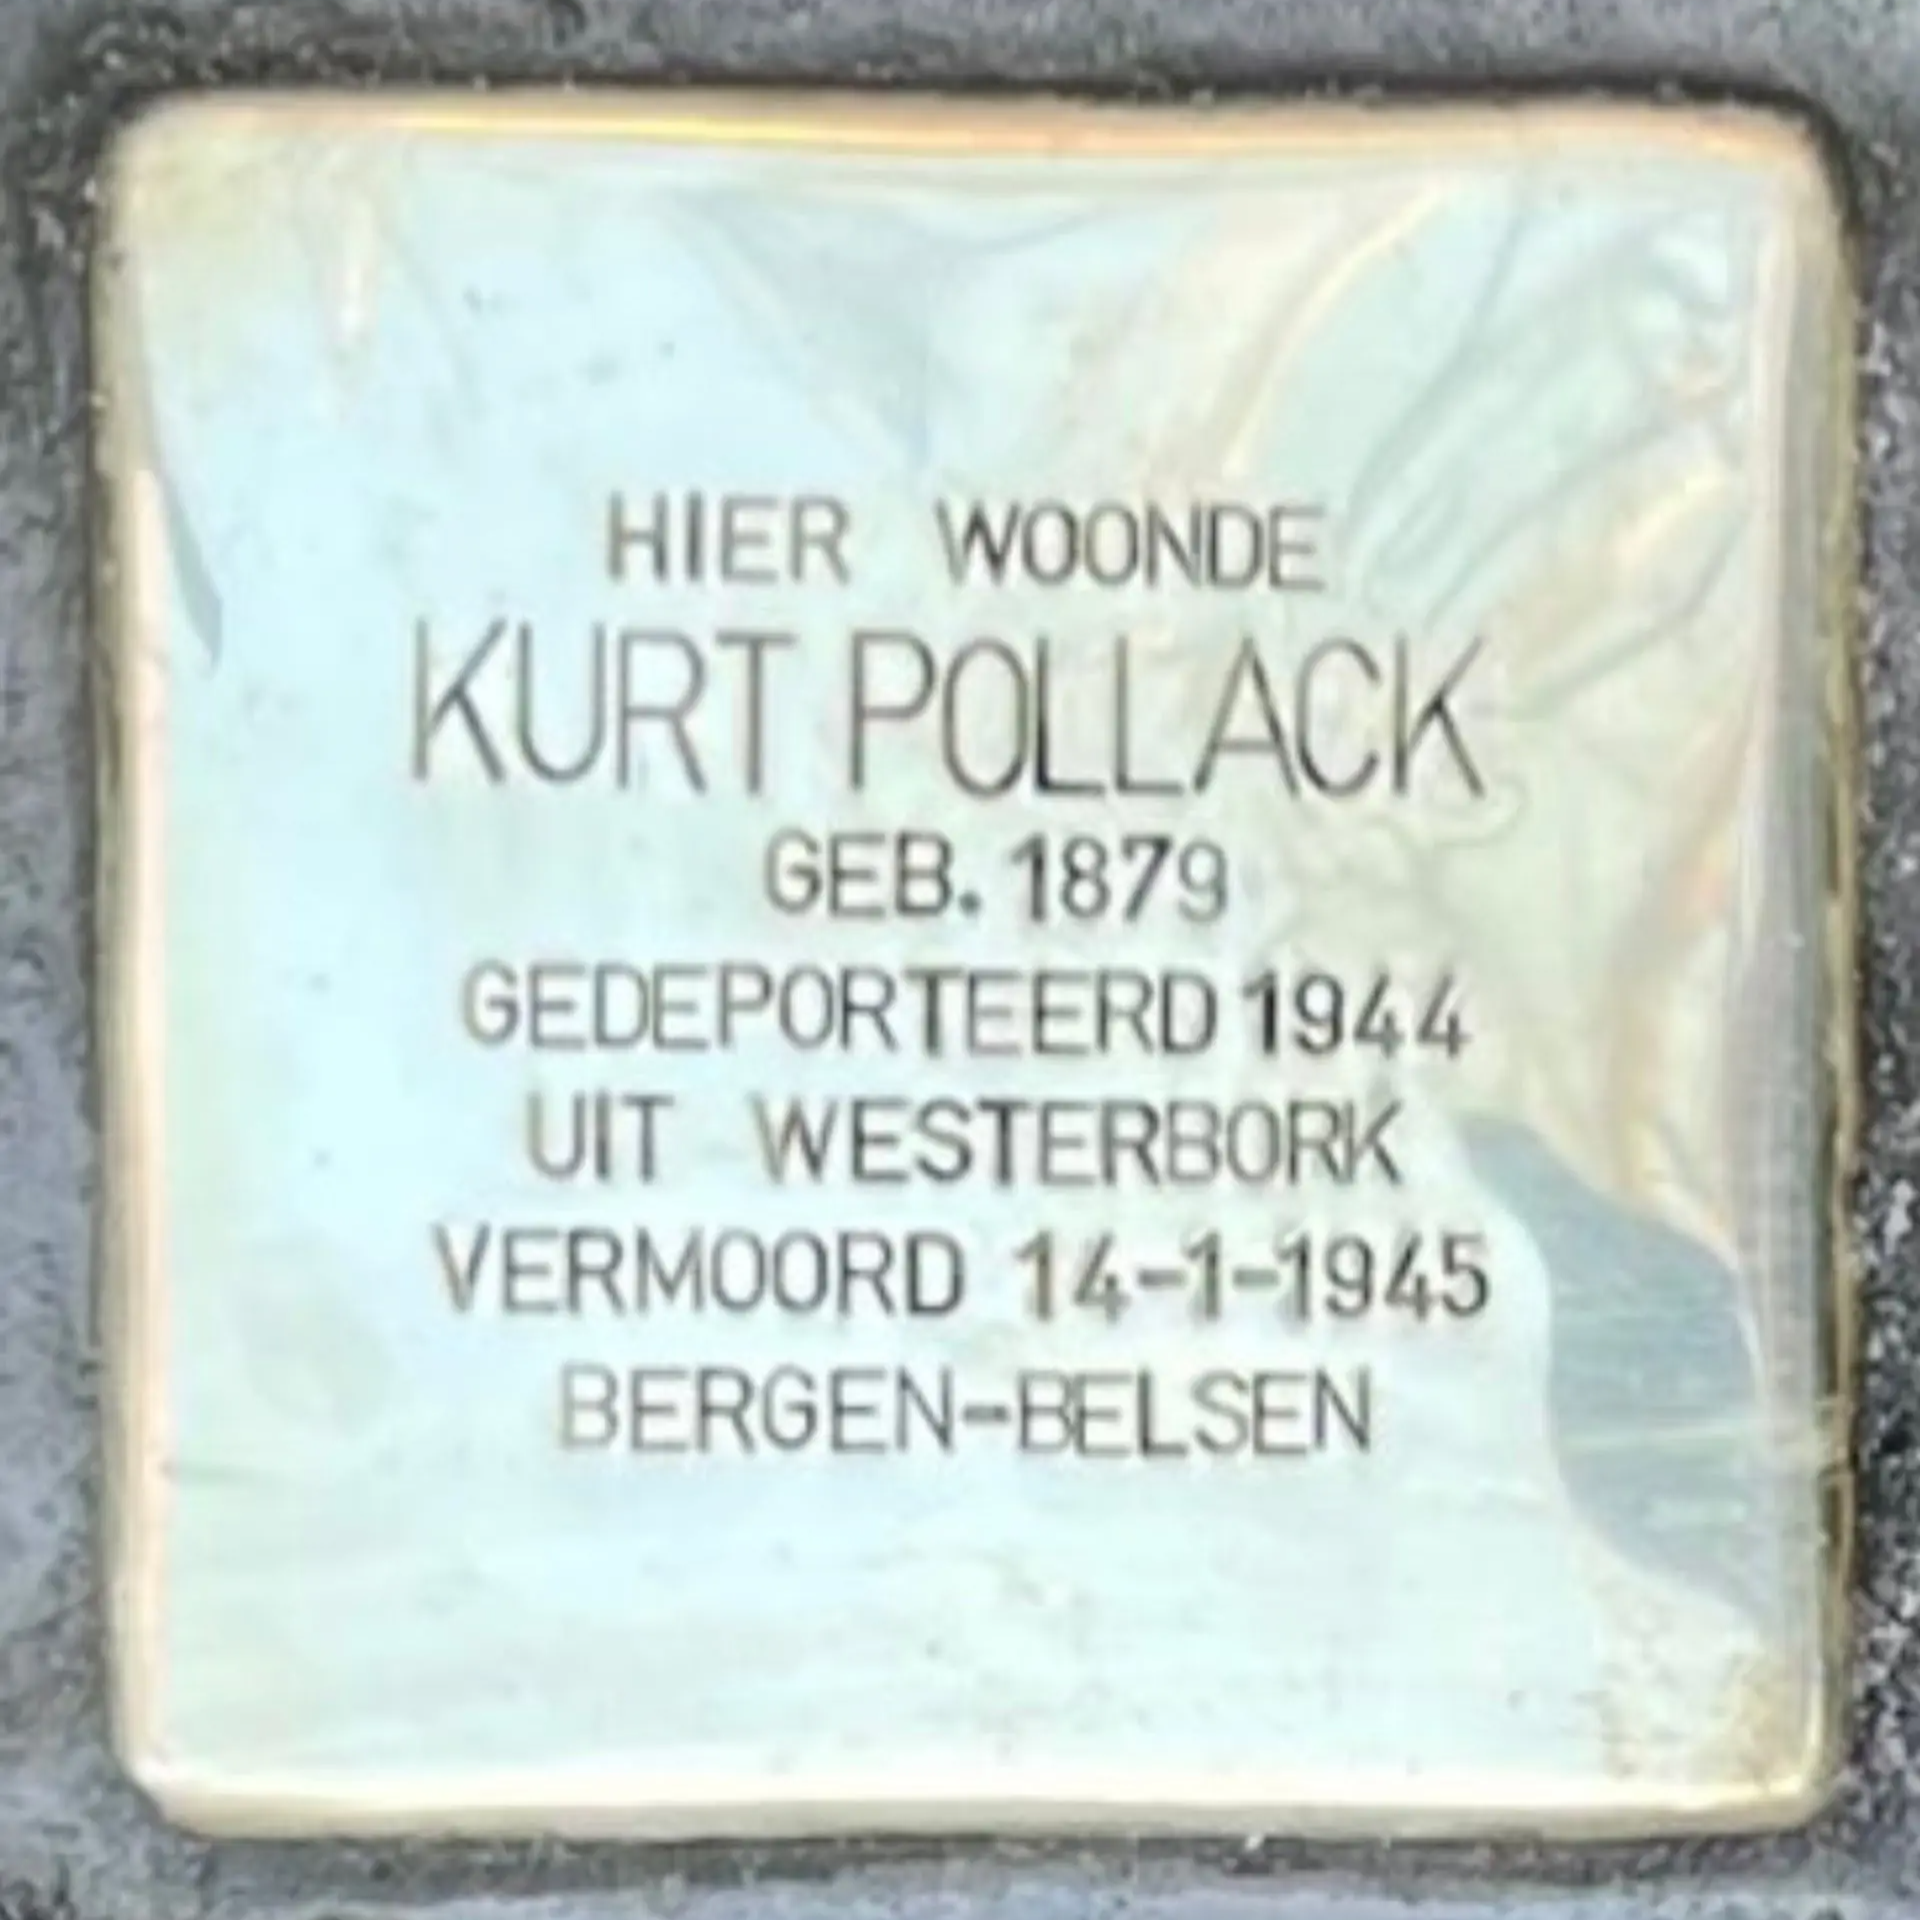 HIER WOONDE
KURT POLLACK
GEB. 1879
GEDEPORTEERD 1944
UIT WESTERBORK
VERMOORD 14-1-1945
BERGEN-BELSEN